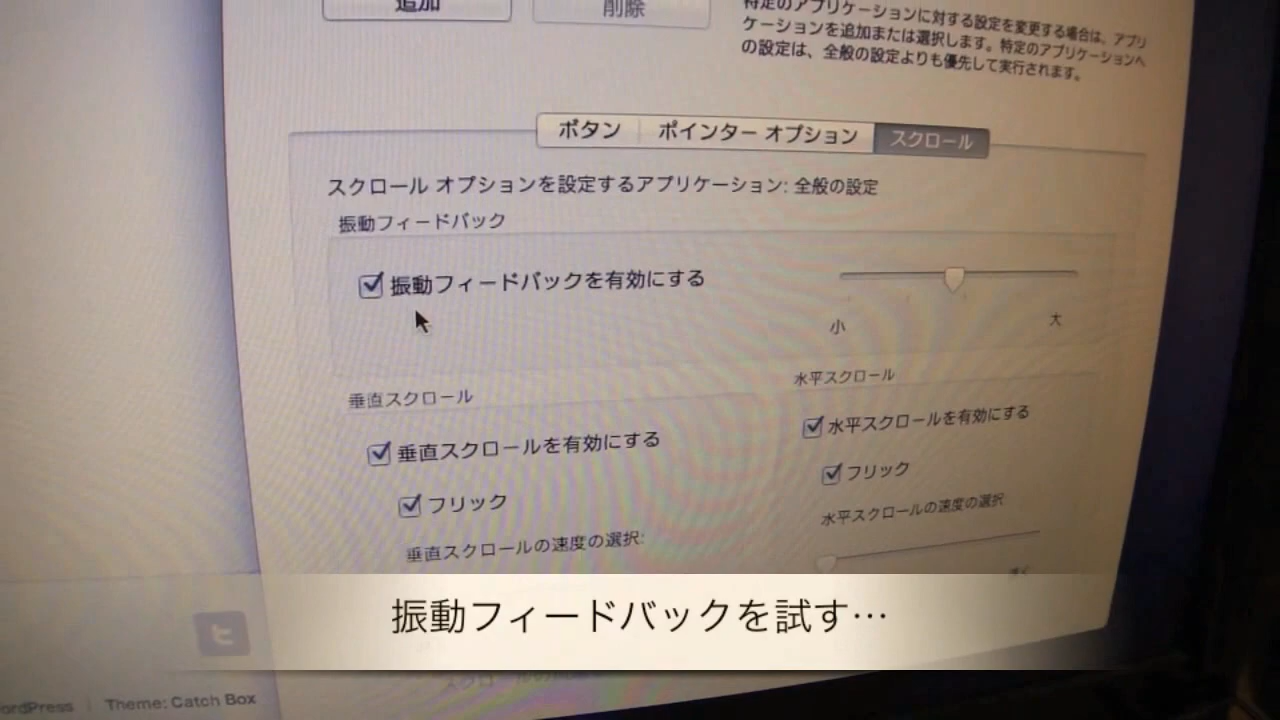 追加
削除
特定のアプリケーションに対する設定を変更する場合は、アプリ
ケーションを追加または選択します。特定のアプリケーションへ
の設定は、全般の設定よりも優先して実行されます。
ボタン
ポインター オプション
スクロール
スクロール オプションを設定するアプリケーション: 全般の設定
振動フィードバック
振動フィードバックを有効にする
小
大
垂直スクロール
水平スクロール
垂直スクロールを有効にする
水平スクロールを有効にする
フリック
フリック
垂直スクロールの速度の選択:
水平スクロールの速度の選択
速く
振動フィードバックを試す…
ordPress
Theme: Catch Box